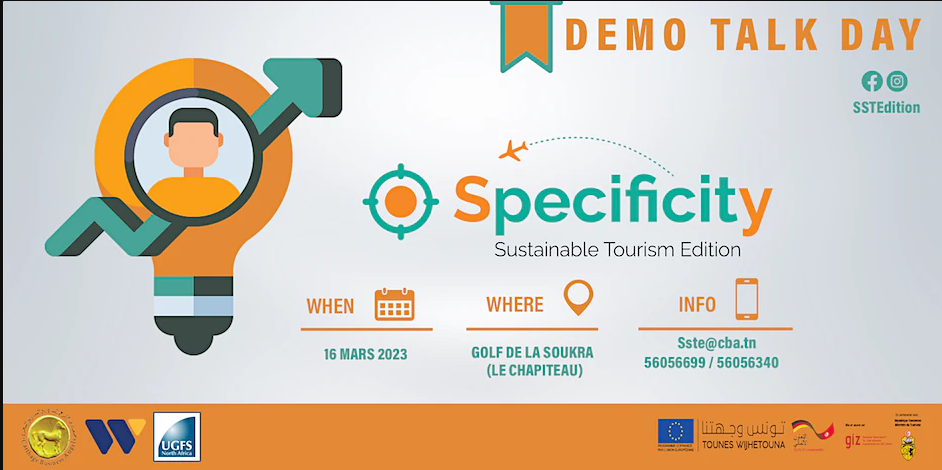 DEMO TALK DAY
SSTEdition
Specificity
Sustainable Tourism Edition
WHEN
16 MARS 2023
WHERE
GOLF DE LA SOUKRA
(LE CHAPITEAU)
INFO
Sste@cba.tn
56056699 / 56056340
UGFS
North Africa
تونس وجهتنا
TOUNES WIJHETOUNA
giz